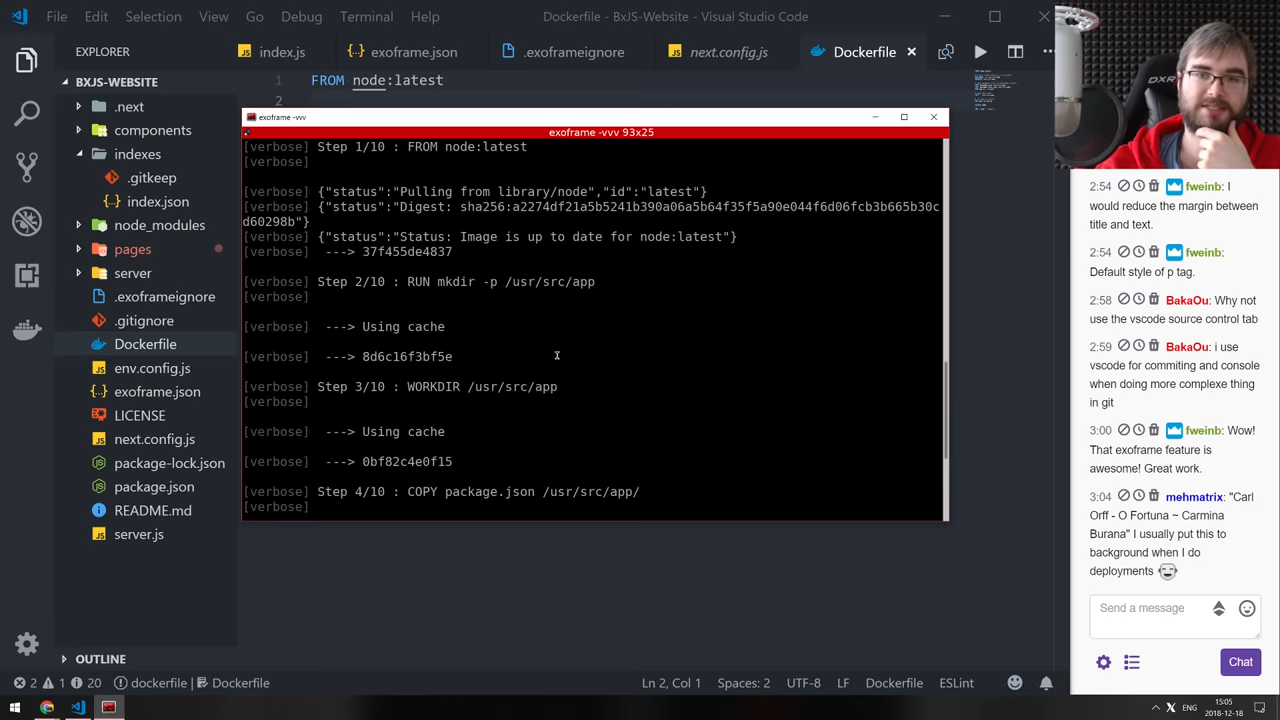 File Edit Selection View Go Debug Terminal Help
Dockerfile - BxJS-Website - Visual Studio Code
EXPLORER
index.js
exoframe.json
.exoframeignore
next.config.js
Dockerfile
BXJS-WEBSITE
.next
components
indexes
.gitkeep
index.json
node_modules
pages
server
.exoframeignore
.gitignore
Dockerfile
env.config.js
exoframe.json
LICENSE
next.config.js
package-lock.json
package.json
README.md
server.js
OUTLINE
1 FROM node:latest
2
exoframe -vvv
exoframe -vvv 93x25
[verbose] Step 1/10 : FROM node:latest
[verbose]
[verbose] {"status":"Pulling from library/node","id":"latest"}
[verbose] {"status":"Digest: sha256:a2274df21a5b5241b390a06a5b64f35f5a90e044f6d06fcb3b665b30c
d60298b"}
[verbose] {"status":"Status: Image is up to date for node:latest"}
[verbose] ---> 37f455de4837
[verbose] Step 2/10 : RUN mkdir -p /usr/src/app
[verbose]
[verbose] ---> Using cache
[verbose] ---> 8d6c16f3bf5e
[verbose] Step 3/10 : WORKDIR /usr/src/app
[verbose]
[verbose] ---> Using cache
[verbose] ---> 0bf82c4e0f15
[verbose] Step 4/10 : COPY package.json /usr/src/app/
[verbose]
DXR
2:54 fweinb: I
would reduce the margin between
title and text.
2:54 fweinb:
Default style of p tag.
2:58 BakaOu: Why not
use the vscode source control tab
2:59 BakaOu: i use
vscode for commiting and console
when doing more complexe thing
in git
3:00 fweinb: Wow!
That exoframe feature is
awesome! Great work.
3:04 mehmatrix: "Carl
Orff - O Fortuna ~ Carmina
Burana" I usually put this to
background when I do
deployments
Send a message
Chat
2 1 20 dockerfile | Dockerfile
Ln 2, Col 1 Spaces: 2 UTF-8 LF Dockerfile ESLint
ENG
15:05
2018-12-18